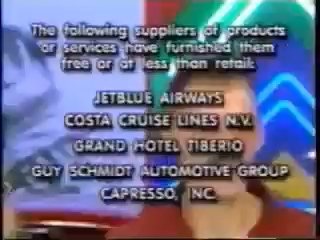 The following suppliers of products
or services have furnished them
free or at less than retail:
JETBLUE AIRWAYS
COSTA CRUISE LINES N.V.
GRAND HOTEL TIBERIO
GUY SCHMIDT AUTOMOTIVE GROUP
CAPRESSO, INC.